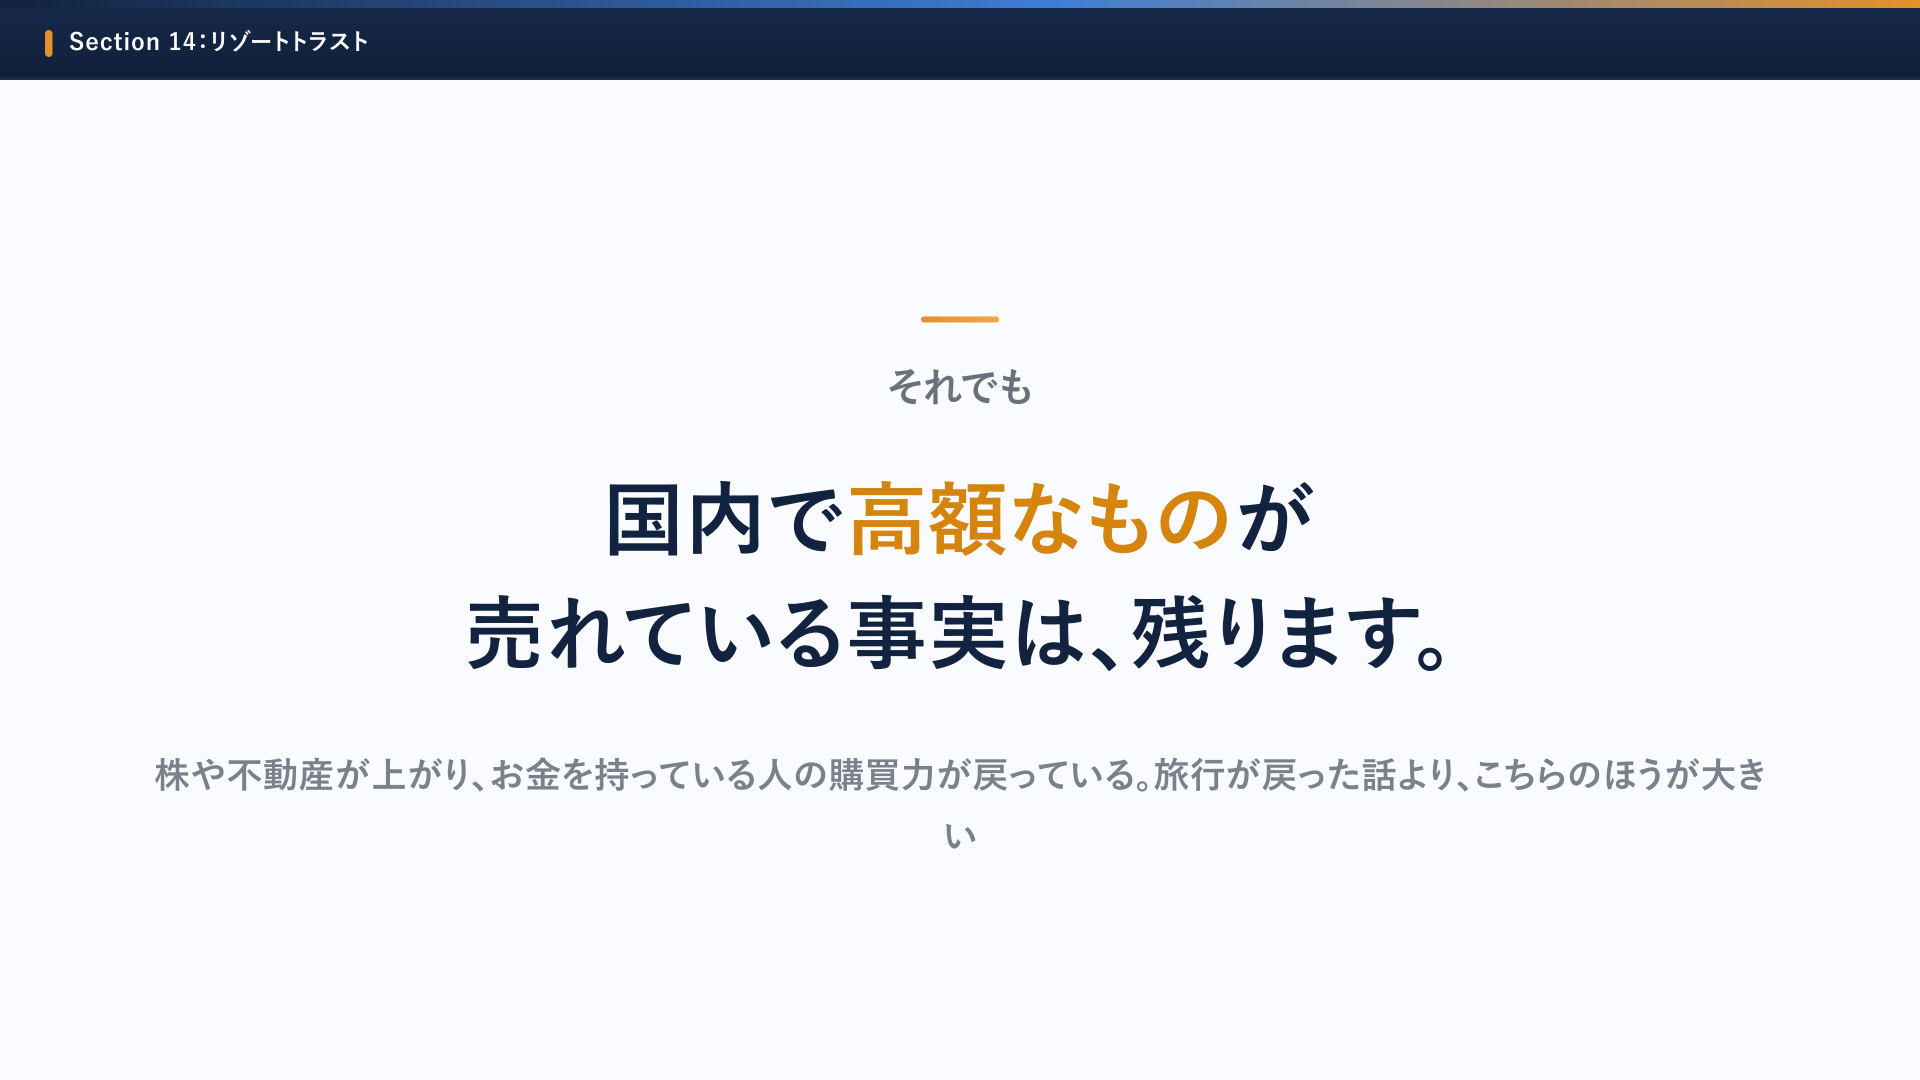 Section 14：リゾートトラスト
それでも
国内で高額なものが
売れている事実は、残ります。
株や不動産が上がり、お金を持っている人の購買力が戻っている。旅行が戻った話より、こちらのほうが大き
い